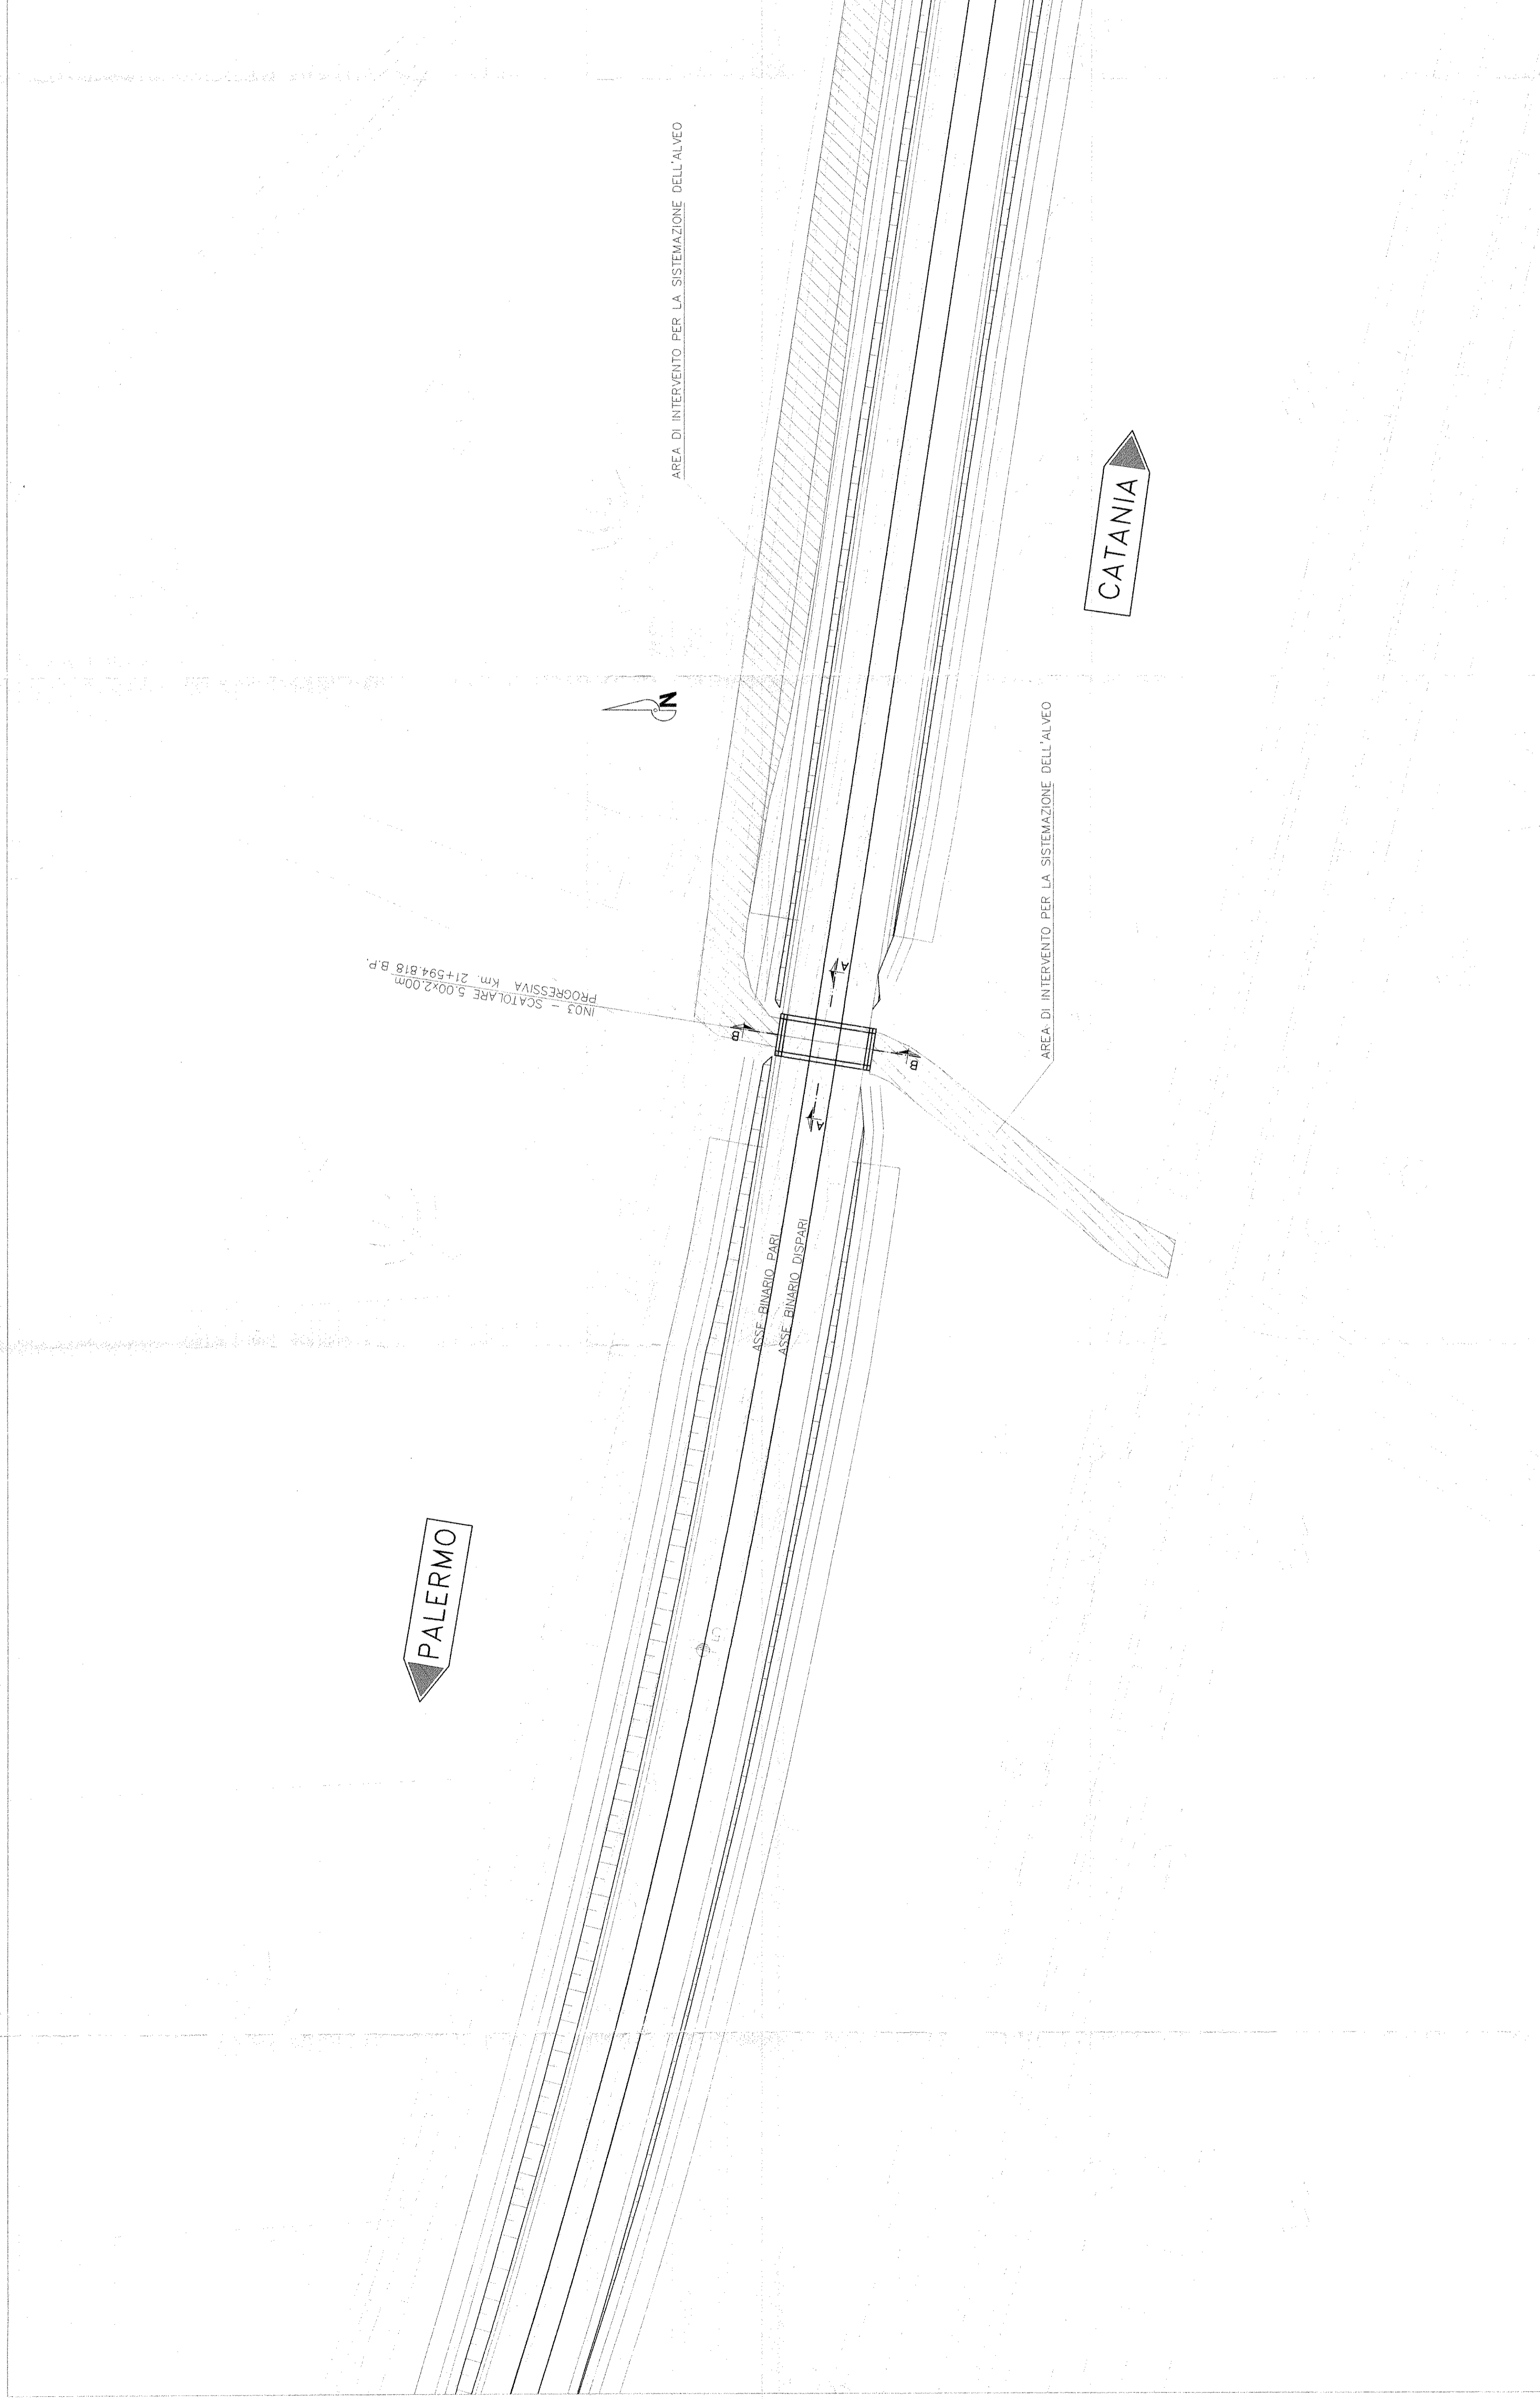 AREA DI INTERVENTO PER LA SISTEMAZIONE DELL'ALVEO
CATANIA
N
AREA DI INTERVENTO PER LA SISTEMAZIONE DELL'ALVEO
IN03 - SCATOLARE 5.00x2.00m
PROGRESSIVA Km. 21+594.818 B.P.
A
B
B
A
ASSE BINARIO PARI
ASSE BINARIO DISPARI
PALERMO